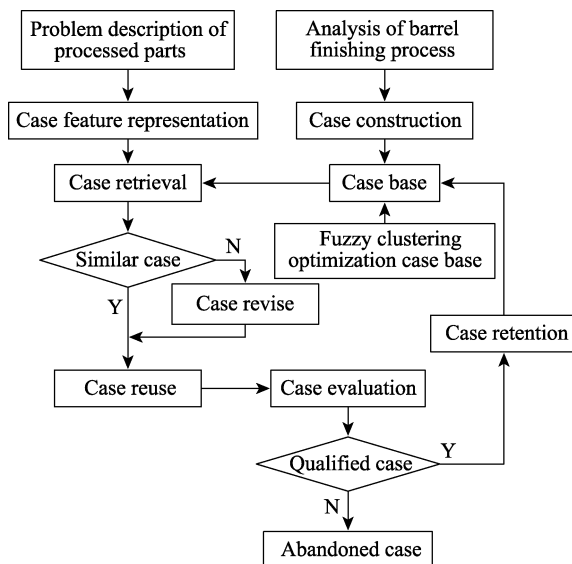 Problem description of
processed parts
Analysis of barrel
finishing process
Case feature representation
Case construction
Case retrieval
Case base
Similar case
N
Fuzzy clustering
optimization case base
Y
Case revise
Case retention
Case reuse
Case evaluation
Qualified case
Y
N
Abandoned case